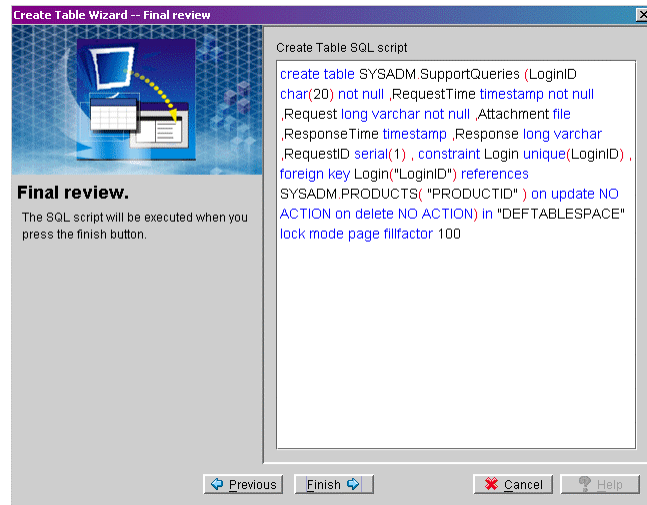 Create Table Wizard -- Final review
Final review.
The SQL script will be executed when you
press the finish button.
Create Table SQL script
create table SYSADM.SupportQueries (LoginID
char(20) not null ,RequestTime timestamp not null
,Request long varchar not null ,Attachment file
,ResponseTime timestamp ,Response long varchar
,RequestID serial(1) , constraint Login unique(LoginID) ,
foreign key Login("LoginID") references
SYSADM.PRODUCTS( "PRODUCTID" ) on update NO
ACTION on delete NO ACTION) in "DEFTABLESPACE"
lock mode page fillfactor 100
Previous
Finish
Cancel
Help